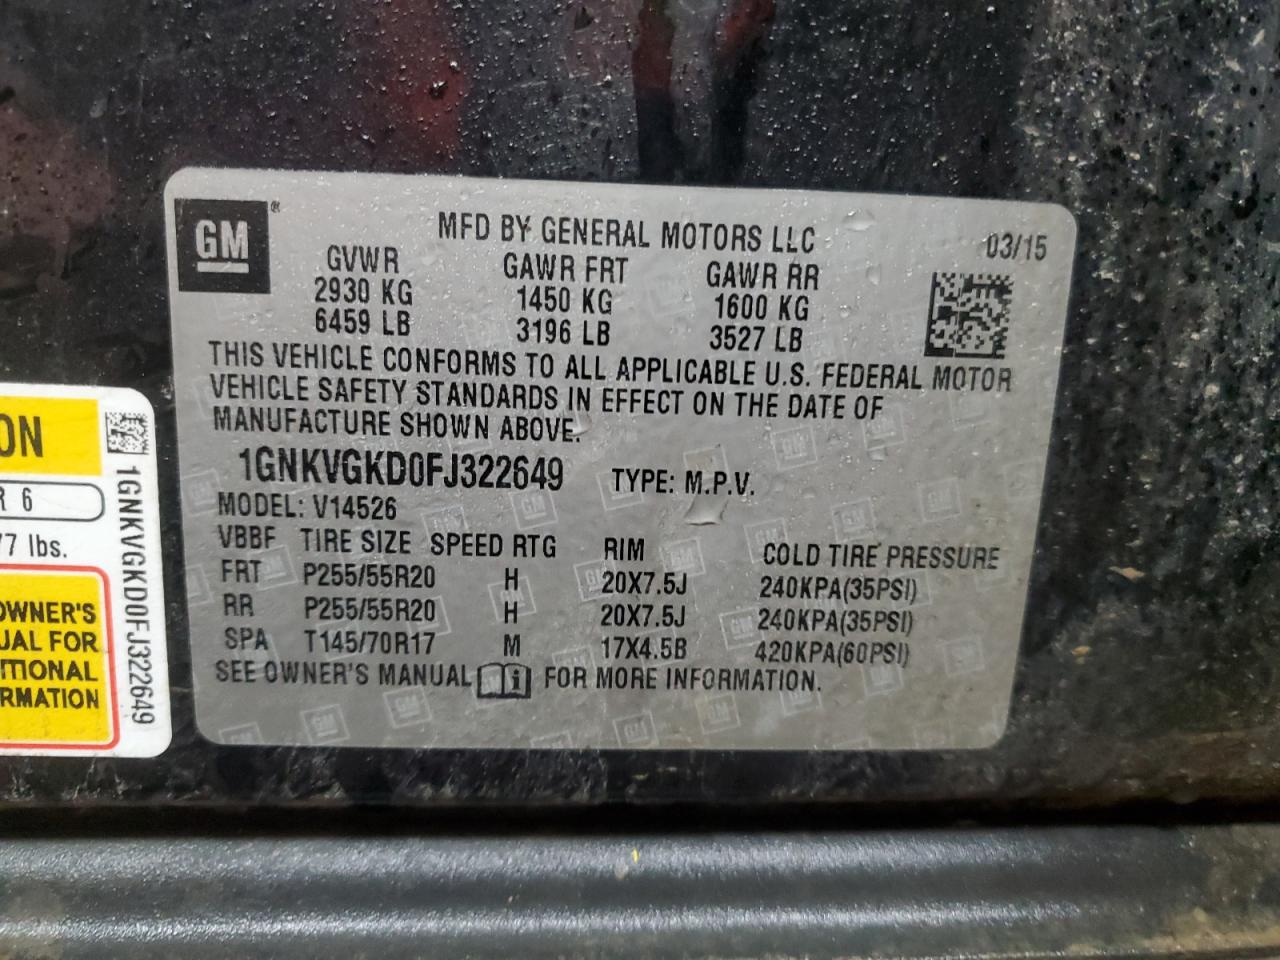 GM®
MFD BY GENERAL MOTORS LLC
03/15
GVWR GAWR FRT GAWR RR
2930 KG 1450 KG 1600 KG
6459 LB 3196 LB 3527 LB
THIS VEHICLE CONFORMS TO ALL APPLICABLE U.S. FEDERAL MOTOR
VEHICLE SAFETY STANDARDS IN EFFECT ON THE DATE OF
MANUFACTURE SHOWN ABOVE.
1GNKVGKD0FJ322649 TYPE: M.P.V.
MODEL: V14526
VBBF TIRE SIZE SPEED RTG RIM COLD TIRE PRESSURE
FRT P255/55R20 H 20X7.5J 240KPA(35PSI)
RR P255/55R20 H 20X7.5J 240KPA(35PSI)
SPA T145/70R17 M 17X4.5B 420KPA(60PSI)
SEE OWNER'S MANUAL i FOR MORE INFORMATION.
ON
R 6
77 lbs.
OWNER'S
UAL FOR
ITIONAL
RMATION
1GNKVGKD0FJ322649